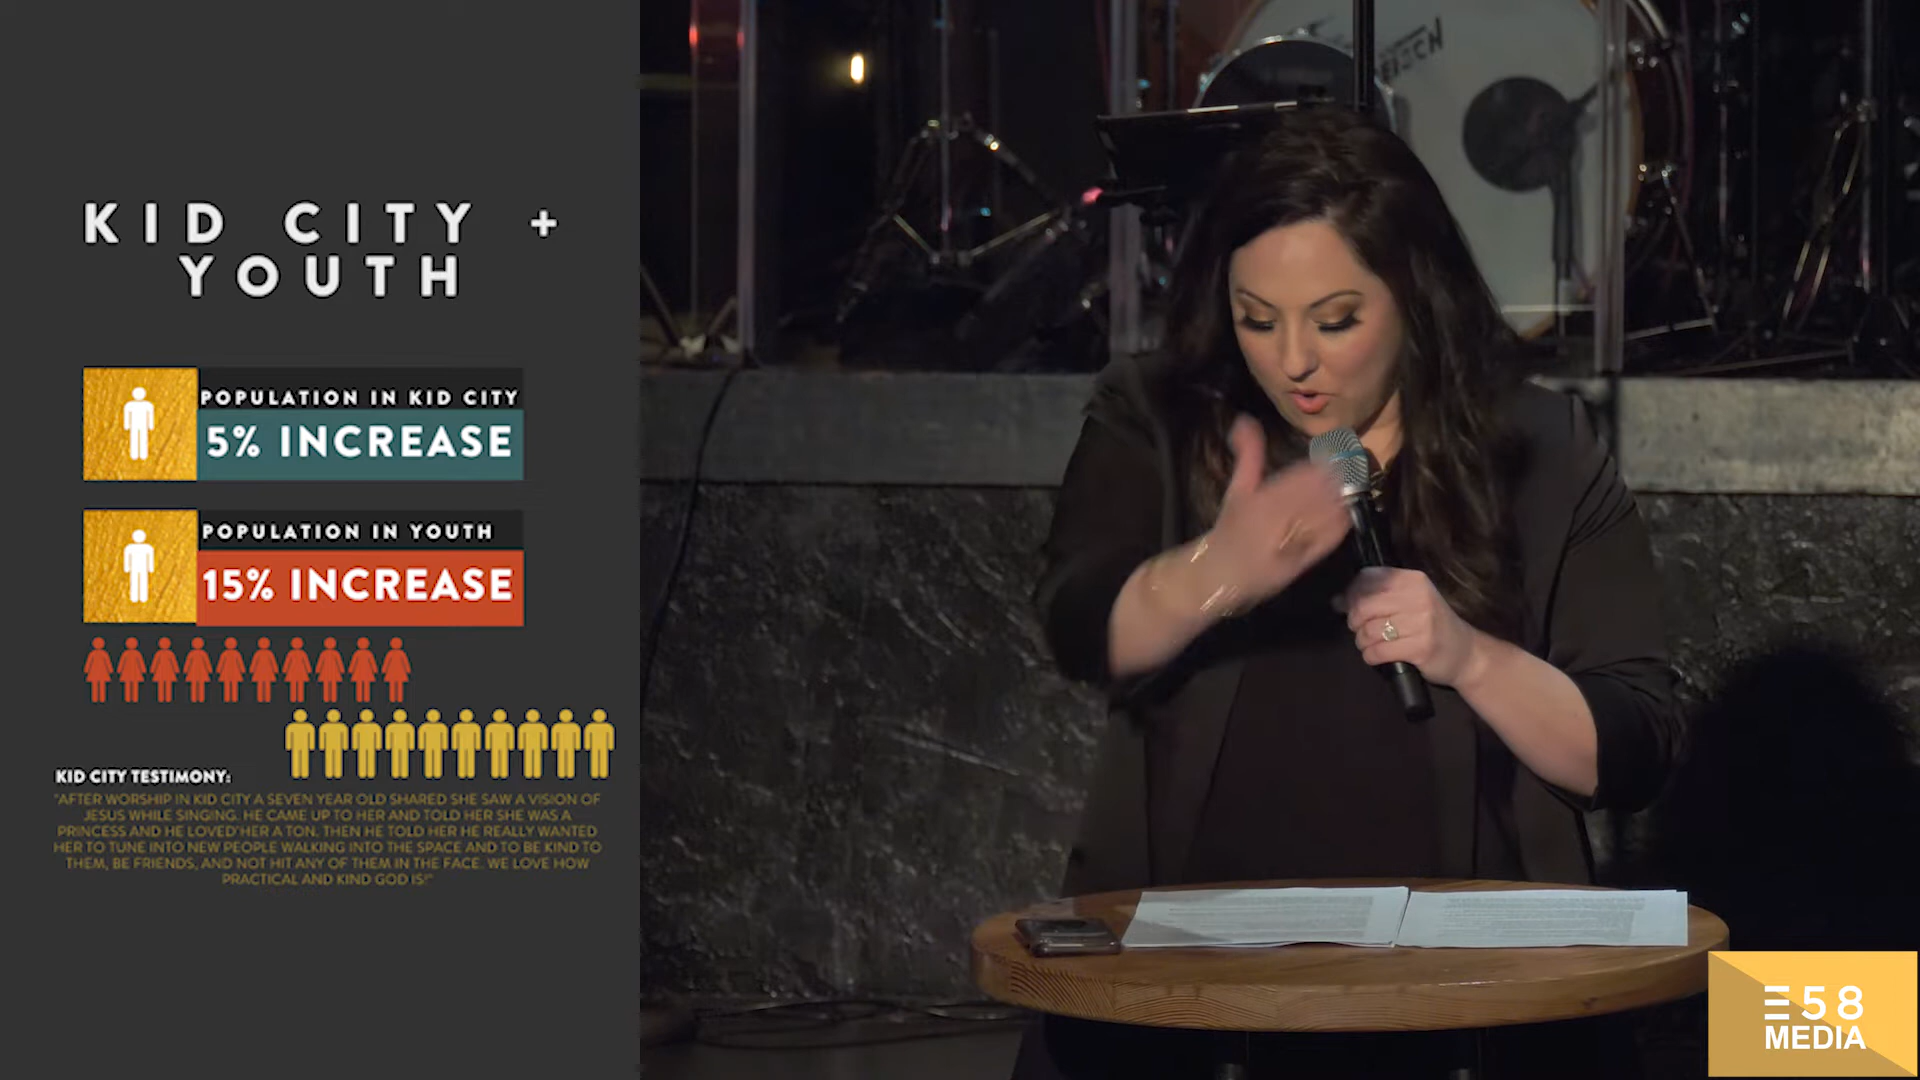 KID CITY +
YOUTH
POPULATION IN KID CITY
5% INCREASE
POPULATION IN YOUTH
15% INCREASE
KID CITY TESTIMONY:
"AFTER WORSHIP IN KID CITY A SEVEN YEAR OLD SHARED SHE SAW A VISION OF
JESUS WHILE SINGING. HE CAME UP TO HER AND TOLD HER SHE WAS A
PRINCESS AND HE LOVED'HER A TON. THEN HE TOLD HER HE REALLY WANTED
HER TO TUNE INTO NEW PEOPLE WALKING INTO THE SPACE AND TO BE KIND TO
THEM, BE FRIENDS, AND NOT HIT ANY OF THEM IN THE FACE. WE LOVE HOW
PRACTICAL AND KIND GOD IS!"
E58
MEDIA